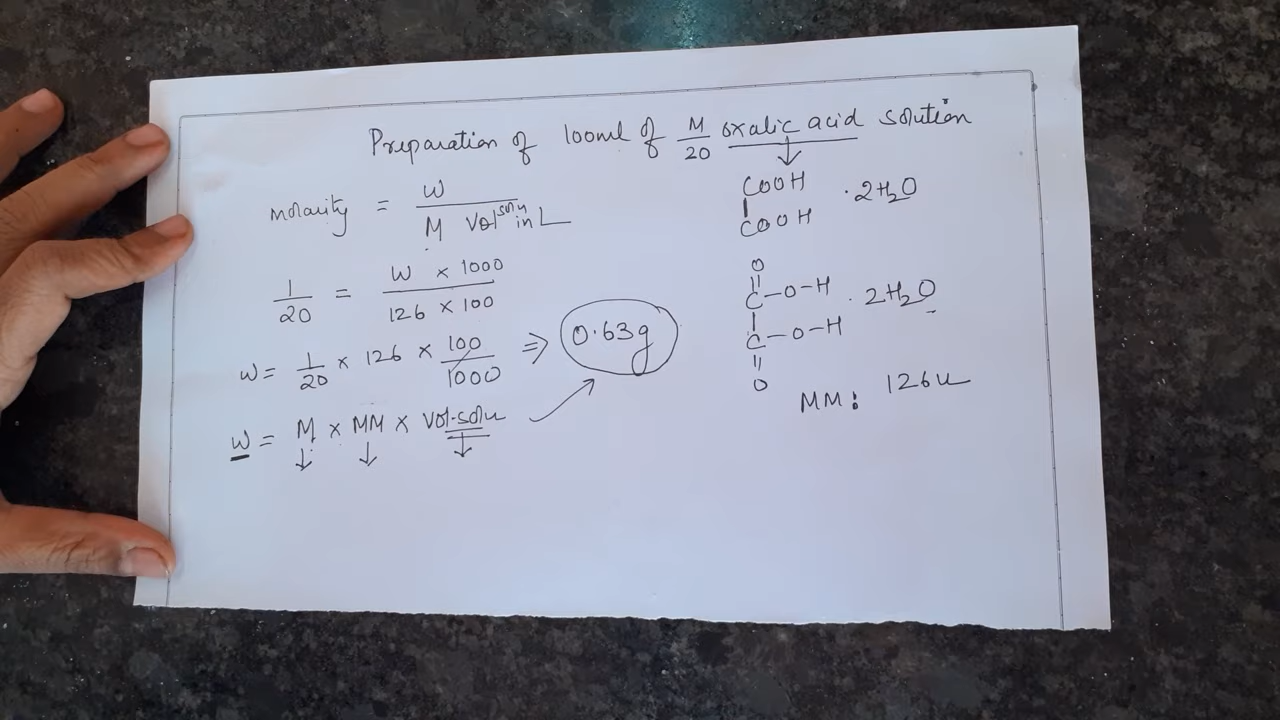 Preparation of 100ml of M/20 oxalic acid solution
molarity = W / M Vol soln in L
1/20 = W × 1000 / 126 × 100
W = 1/20 × 126 × 100/1000 ⇒ 0.63g
W = M × MM × Vol. soln
COOH
COOH · 2H₂O
O
C-O-H
C-O-H · 2H₂O
O
MM: 126u